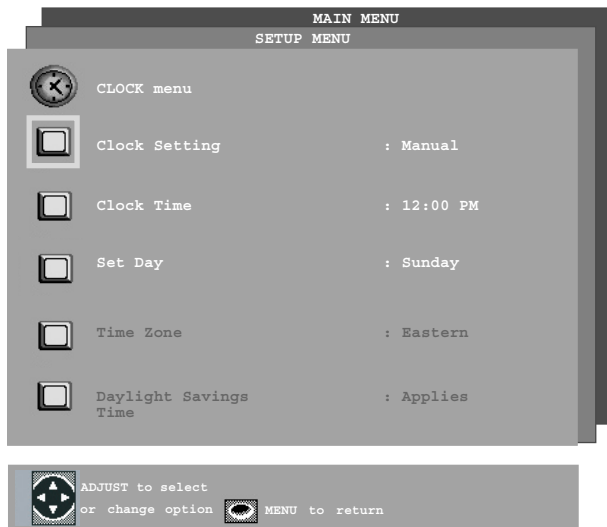 MAIN MENU
SETUP MENU
CLOCK menu
Clock Setting : Manual
Clock Time : 12:00 PM
Set Day : Sunday
Time Zone : Eastern
Daylight Savings : Applies
Time
ADJUST to select
or change option MENU to return